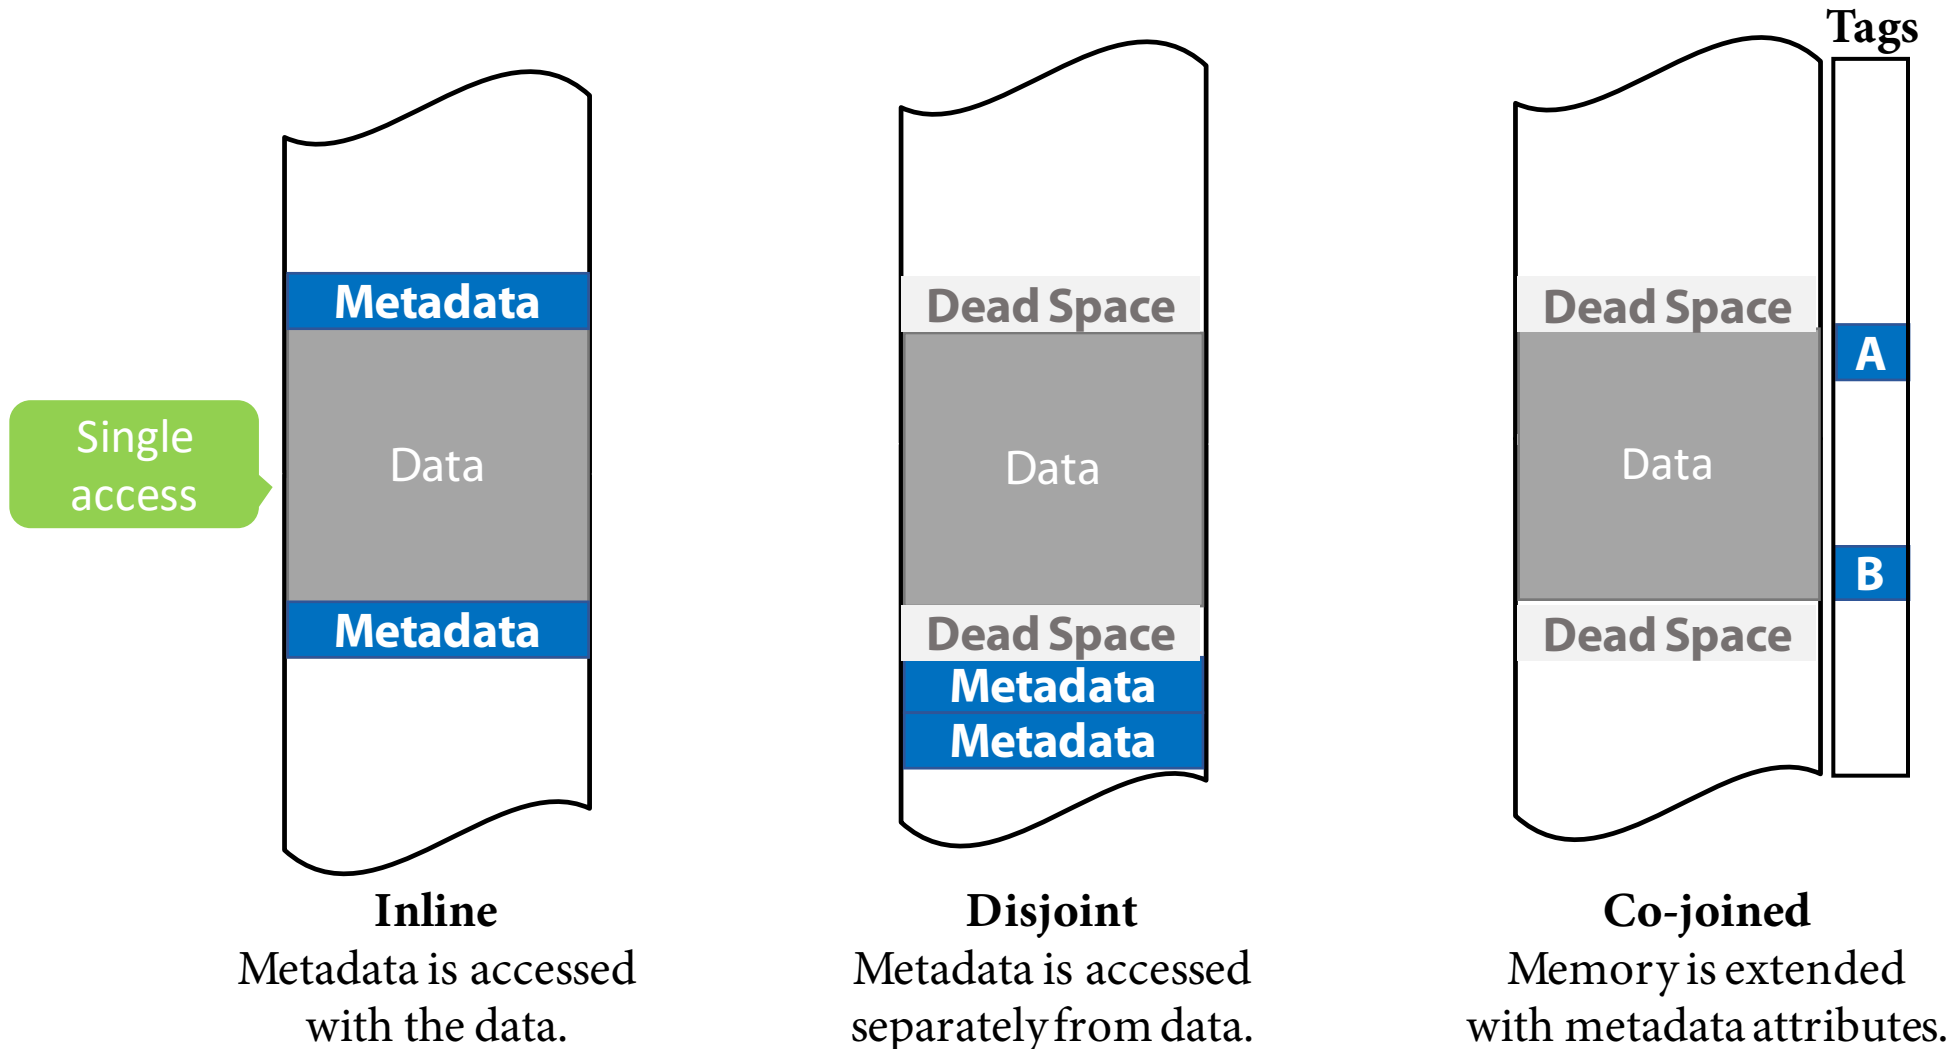 Tags
Metadata
Data
Metadata
Single
access
Dead Space
Data
Dead Space
Metadata
Metadata
Dead Space
Data
Dead Space
A
B
Inline
Metadata is accessed
with the data.
Disjoint
Metadata is accessed
separately from data.
Co-joined
Memory is extended
with metadata attributes.